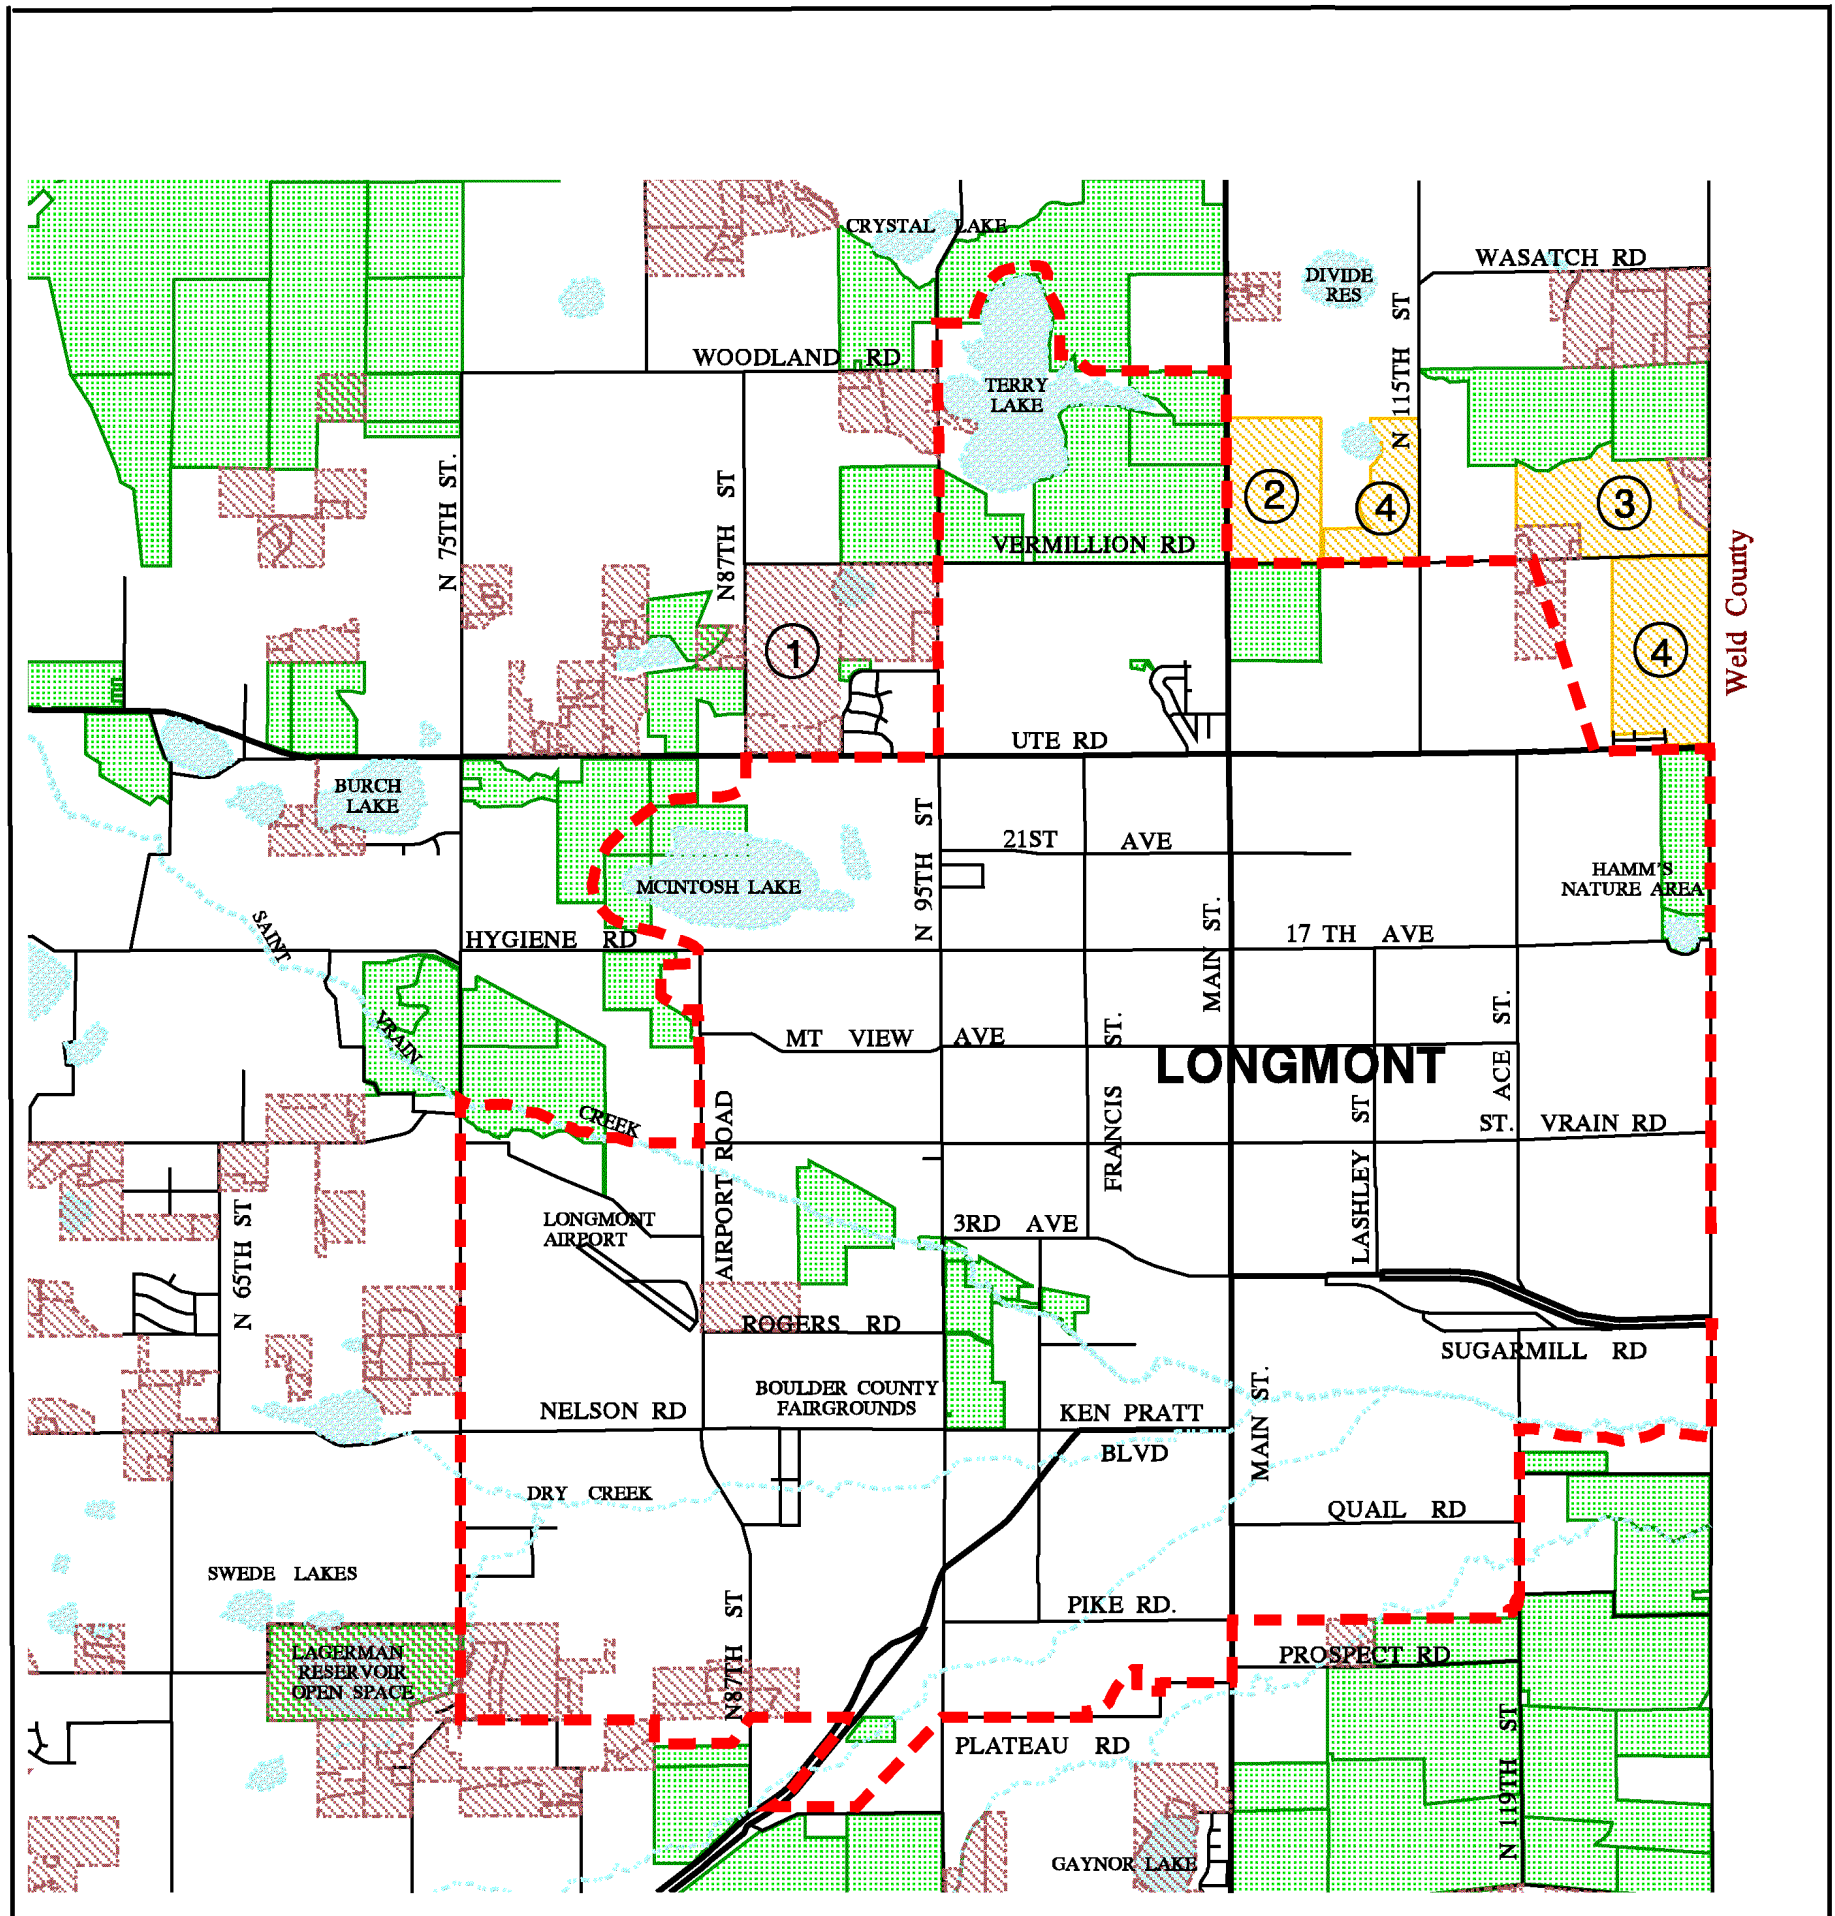 CRYSTAL LAKE
WASATCH RD
DIVIDE
RES
N 115TH ST
WOODLAND RD
TERRY
LAKE
N 75TH ST.
N87TH ST
2
4
3
VERMILLION RD
Weld County
1
4
UTE RD
BURCH
LAKE
N 95TH ST
21ST AVE
HAMM'S
NATURE AREA
MCINTOSH LAKE
SAINT
VRAIN
CREEK
HYGIENE RD
MAIN ST.
17 TH AVE
MT VIEW AVE
FRANCIS ST.
LONGMONT
ACE ST.
LASHLEY ST
ST. VRAIN RD
AIRPORT ROAD
N 65TH ST
LONGMONT
AIRPORT
3RD AVE
ROGERS RD
SUGARMILL RD
BOULDER COUNTY
FAIRGROUNDS
NELSON RD
KEN PRATT
BLVD
MAIN ST.
DRY CREEK
QUAIL RD
SWEDE LAKES
N87TH ST
PIKE RD.
LAGERMAN
RESERVOIR
OPEN SPACE
PROSPECT RD
PLATEAU RD
N 119TH ST
GAYNOR LAKE